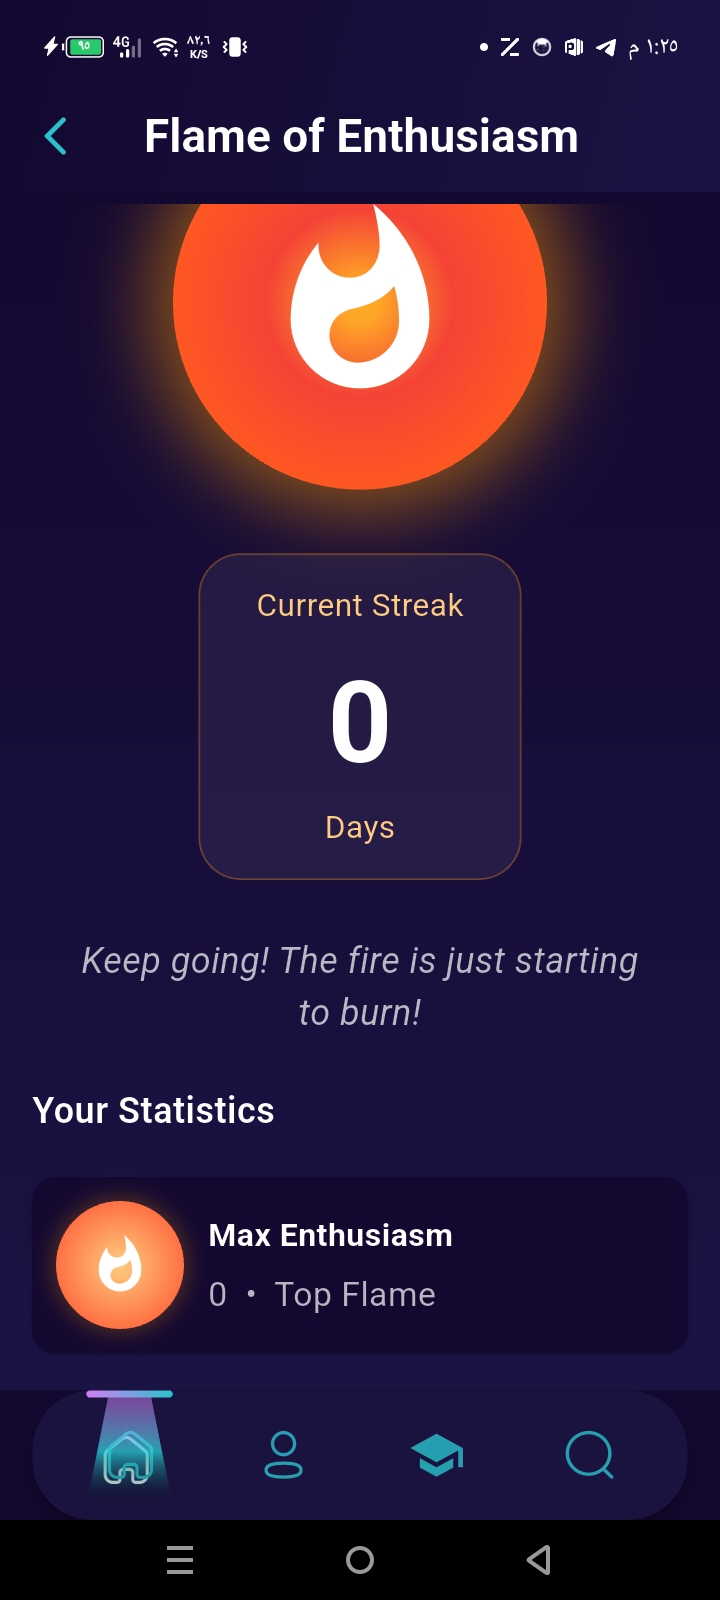 ٩٥ 4G ٨٢,٦ K/S ١:٢٥ م
Flame of Enthusiasm
Current Streak
0
Days
Keep going! The fire is just starting
to burn!
Your Statistics
Max Enthusiasm
0 • Top Flame